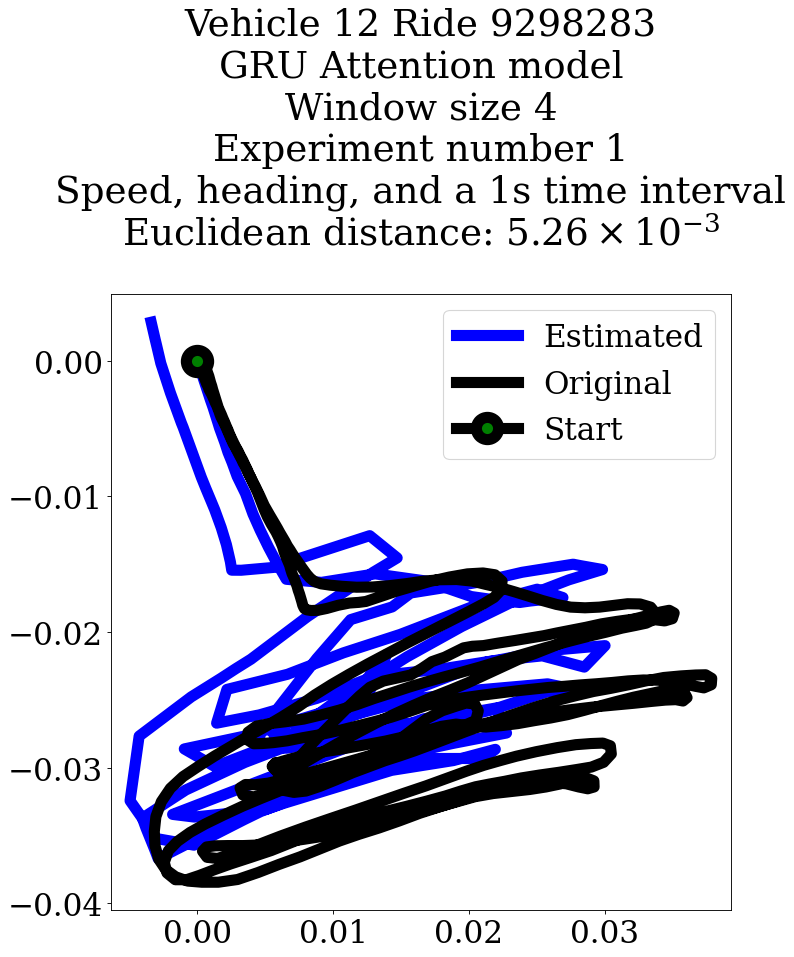 Vehicle 12 Ride 9298283
GRU Attention model
Window size 4
Experiment number 1
Speed, heading, and a 1s time interval
Euclidean distance: 5.26 × 10⁻³
Estimated
Original
Start
0.00
−0.01
−0.02
−0.03
−0.04
0.00 0.01 0.02 0.03